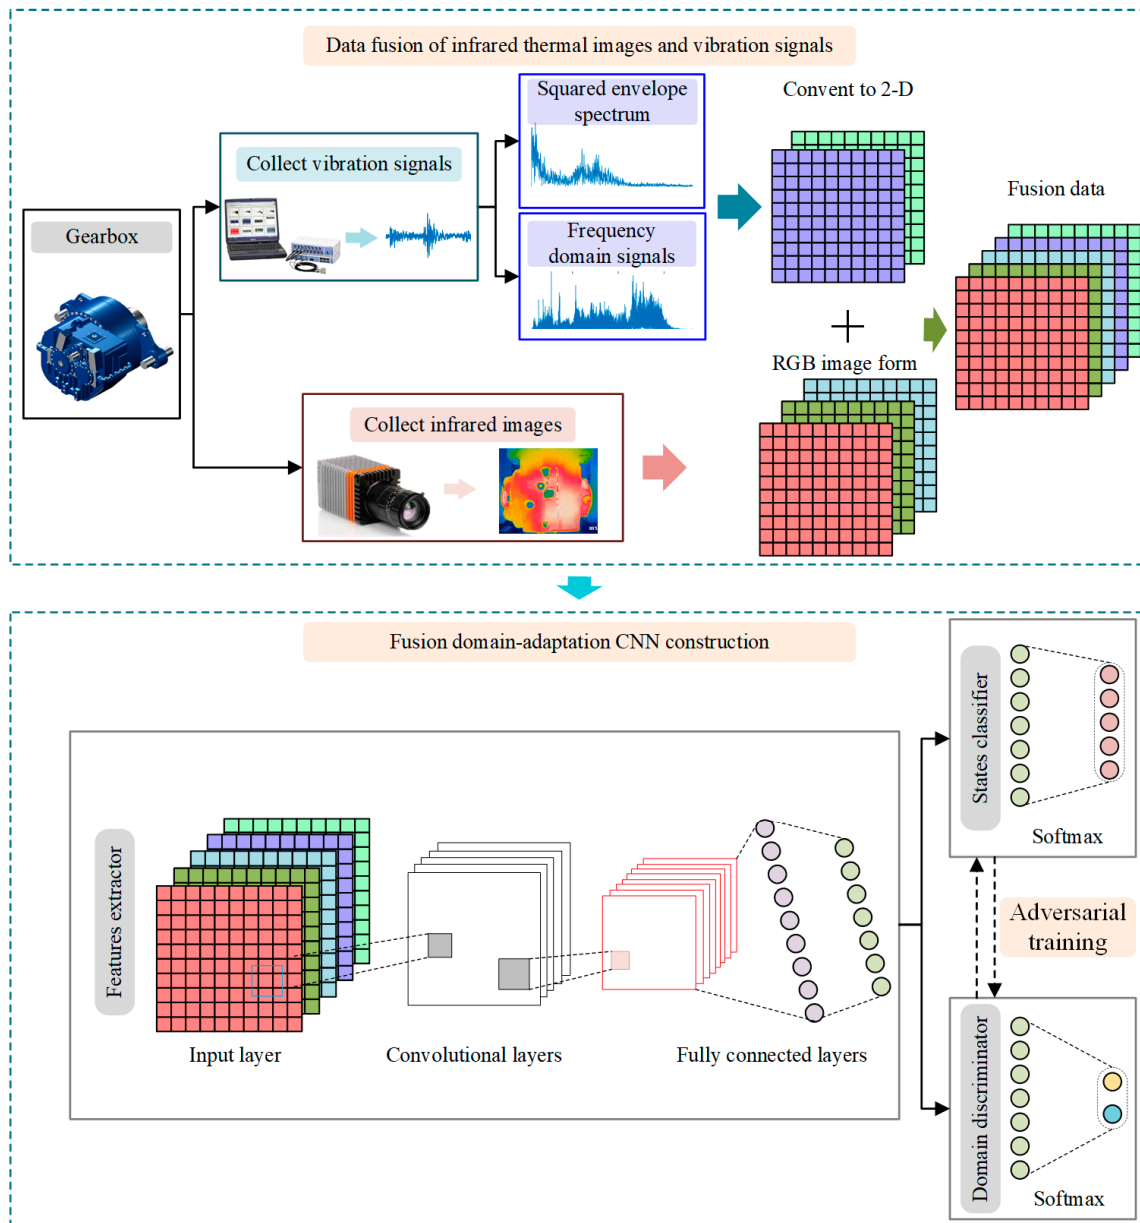 Data fusion of infrared thermal images and vibration signals
Gearbox
Collect vibration signals
Squared envelope
spectrum
Frequency
domain signals
Convent to 2-D
Fusion data
RGB image form
Collect infrared images
Fusion domain-adaptation CNN construction
Features extractor
Input layer
Convolutional layers
Fully connected layers
States classifier
Softmax
Adversarial
training
Domain discriminator
Softmax